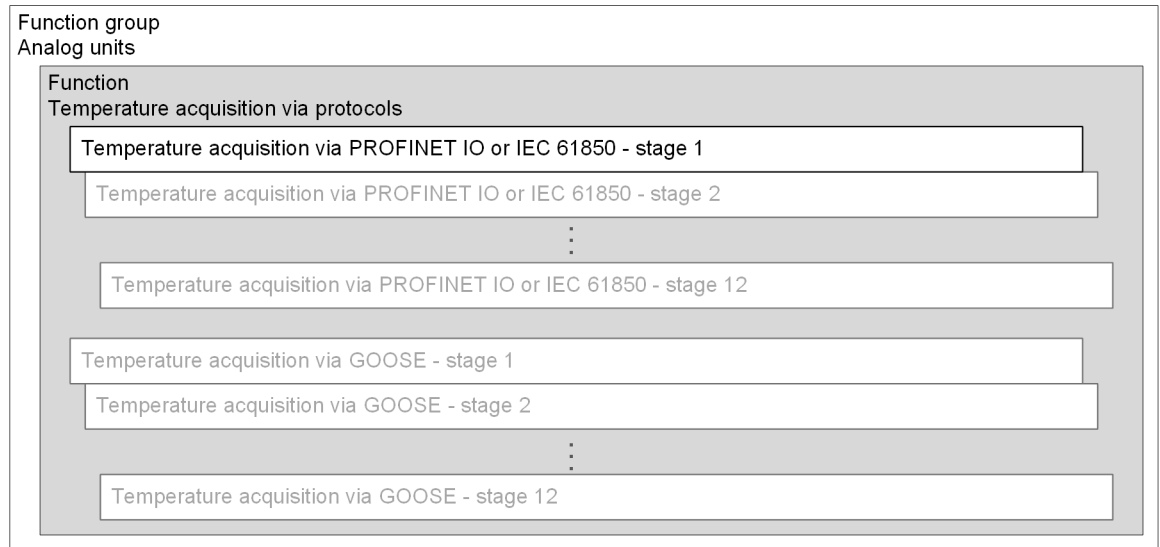 Function group
Analog units
Function
Temperature acquisition via protocols
Temperature acquisition via PROFINET IO or IEC 61850 - stage 1
Temperature acquisition via PROFINET IO or IEC 61850 - stage 2
Temperature acquisition via PROFINET IO or IEC 61850 - stage 12
Temperature acquisition via GOOSE - stage 1
Temperature acquisition via GOOSE - stage 2
Temperature acquisition via GOOSE - stage 12